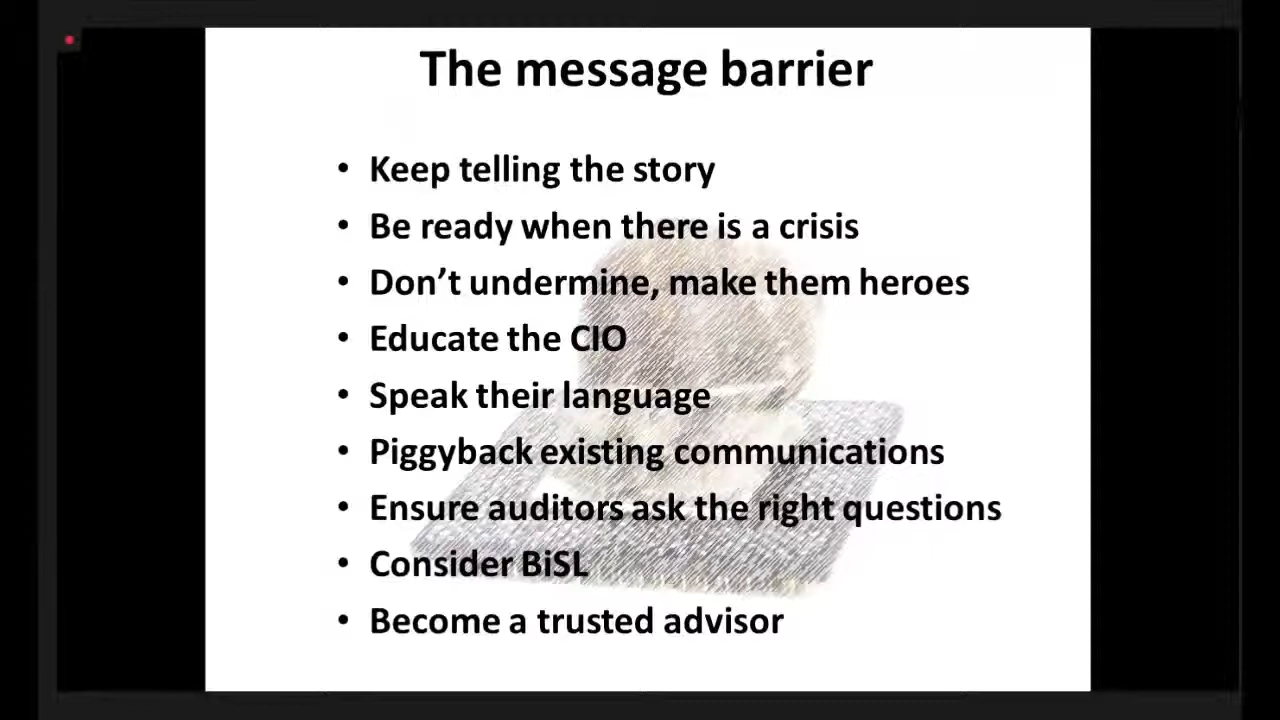 The message barrier
• Keep telling the story
• Be ready when there is a crisis
• Don’t undermine, make them heroes
• Educate the CIO
• Speak their language
• Piggyback existing communications
• Ensure auditors ask the right questions
• Consider BiSL
• Become a trusted advisor